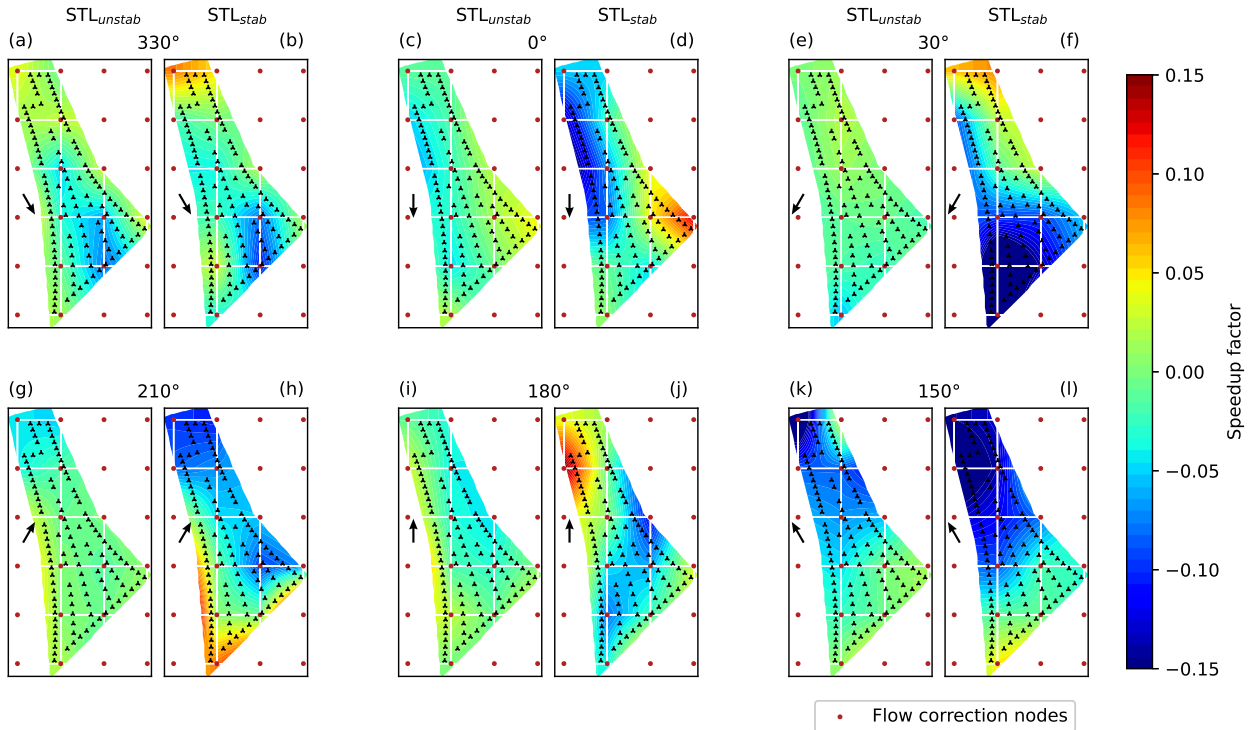 STL_unstab STL_stab STL_unstab STL_stab STL_unstab STL_stab
(a) 330° (b) (c) 0° (d) (e) 30° (f)
(g) 210° (h) (i) 180° (j) (k) 150° (l)
0.15
0.10
0.05
0.00
−0.05
−0.10
−0.15
Speedup factor
Flow correction nodes